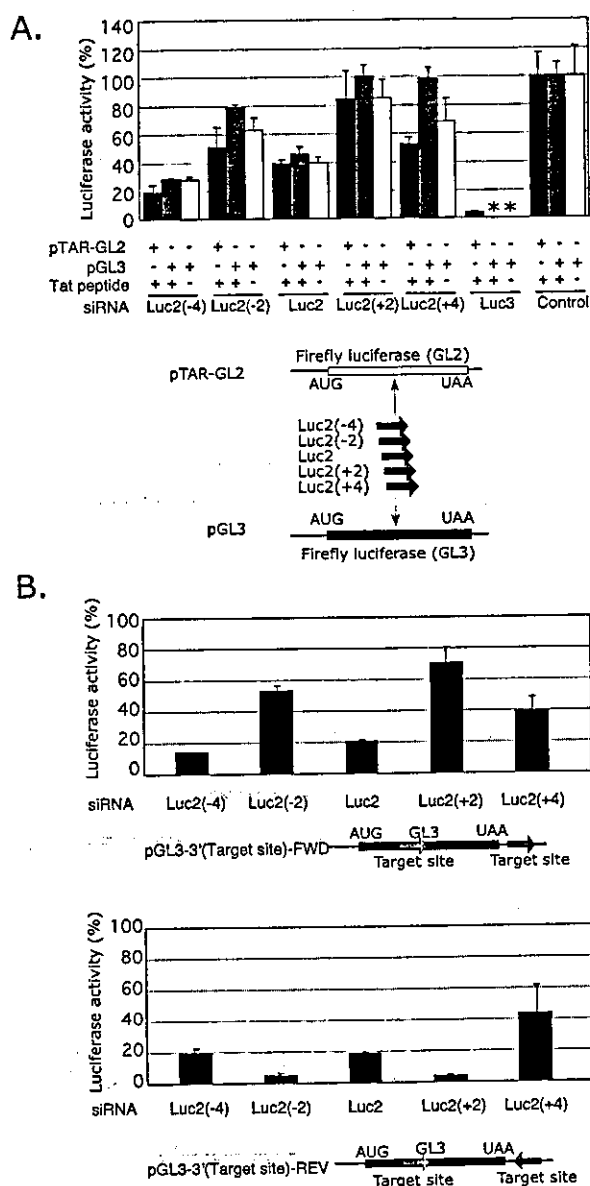 A.
Luciferase activity (%)
140
120
100
80
60
40
20
0
* *
pTAR-GL2 + - - + - - + - - + - - + - - + - - + - -
pGL3 - + + - + + - + + - + + - + + - + + - + +
Tat peptide + + - + + - + + - + + - + + - + + - + + -
siRNA Luc2(-4) Luc2(-2) Luc2 Luc2(+2) Luc2(+4) Luc3 Control
Firefly luciferase (GL2)
pTAR-GL2
AUG UAA
Luc2(-4)
Luc2(-2)
Luc2
Luc2(+2)
Luc2(+4)
AUG UAA
pGL3
Firefly luciferase (GL3)
B.
Luciferase activity (%)
100
80
60
40
20
0
siRNA Luc2(-4) Luc2(-2) Luc2 Luc2(+2) Luc2(+4)
AUG GL3 UAA
pGL3-3'(Target site)-FWD
Target site Target site
Luciferase activity (%)
100
80
60
40
20
0
siRNA Luc2(-4) Luc2(-2) Luc2 Luc2(+2) Luc2(+4)
AUG GL3 UAA
pGL3-3'(Target site)-REV
Target site Target site